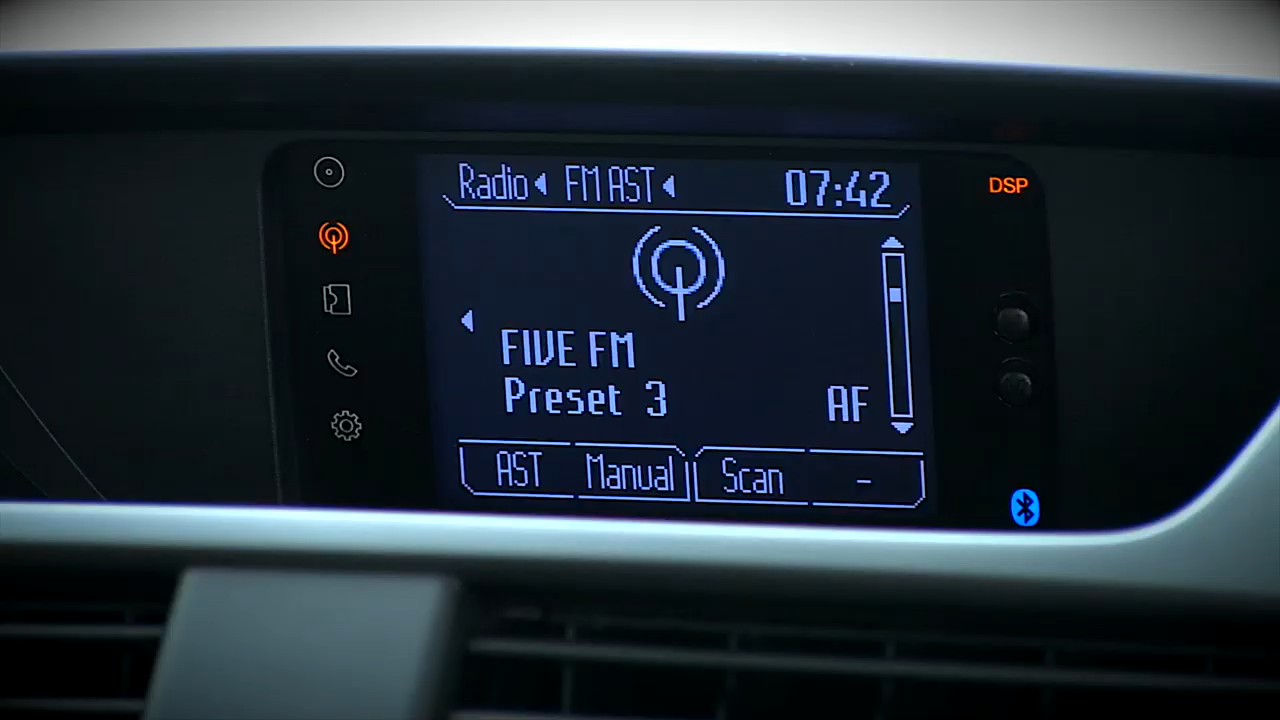 Radio FM AST 07:42
DSP
FIVE FM
Preset 3 AF
AST Manual Scan -